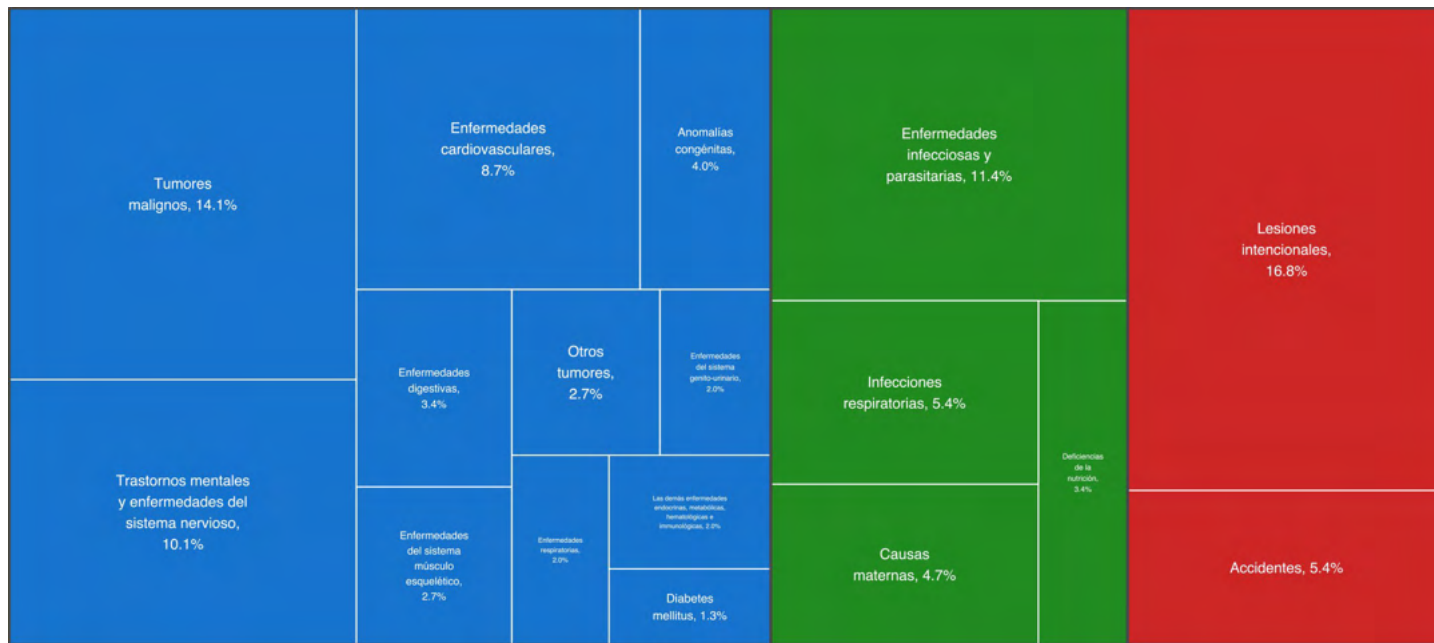 Tumores
malignos, 14.1%
Trastornos mentales
y enfermedades del
sistema nervioso,
10.1%
Enfermedades
cardiovasculares,
8.7%
Anomalías
congénitas,
4.0%
Enfermedades
digestivas,
3.4%
Otros
tumores,
2.7%
Enfermedades
del sistema
genito-urinario,
2.0%
Enfermedades
del sistema
músculo
esquelético,
2.7%
Enfermedades
respiratorias,
2.0%
Las demás enfermedades
endocrinas, metabólicas,
hematológicas e
inmunológicas, 2.0%
Diabetes
mellitus, 1.3%
Enfermedades
infecciosas y
parasitarias, 11.4%
Infecciones
respiratorias, 5.4%
Deficiencias
de la
nutrición,
3.4%
Causas
maternas, 4.7%
Lesiones
intencionales,
16.8%
Accidentes, 5.4%